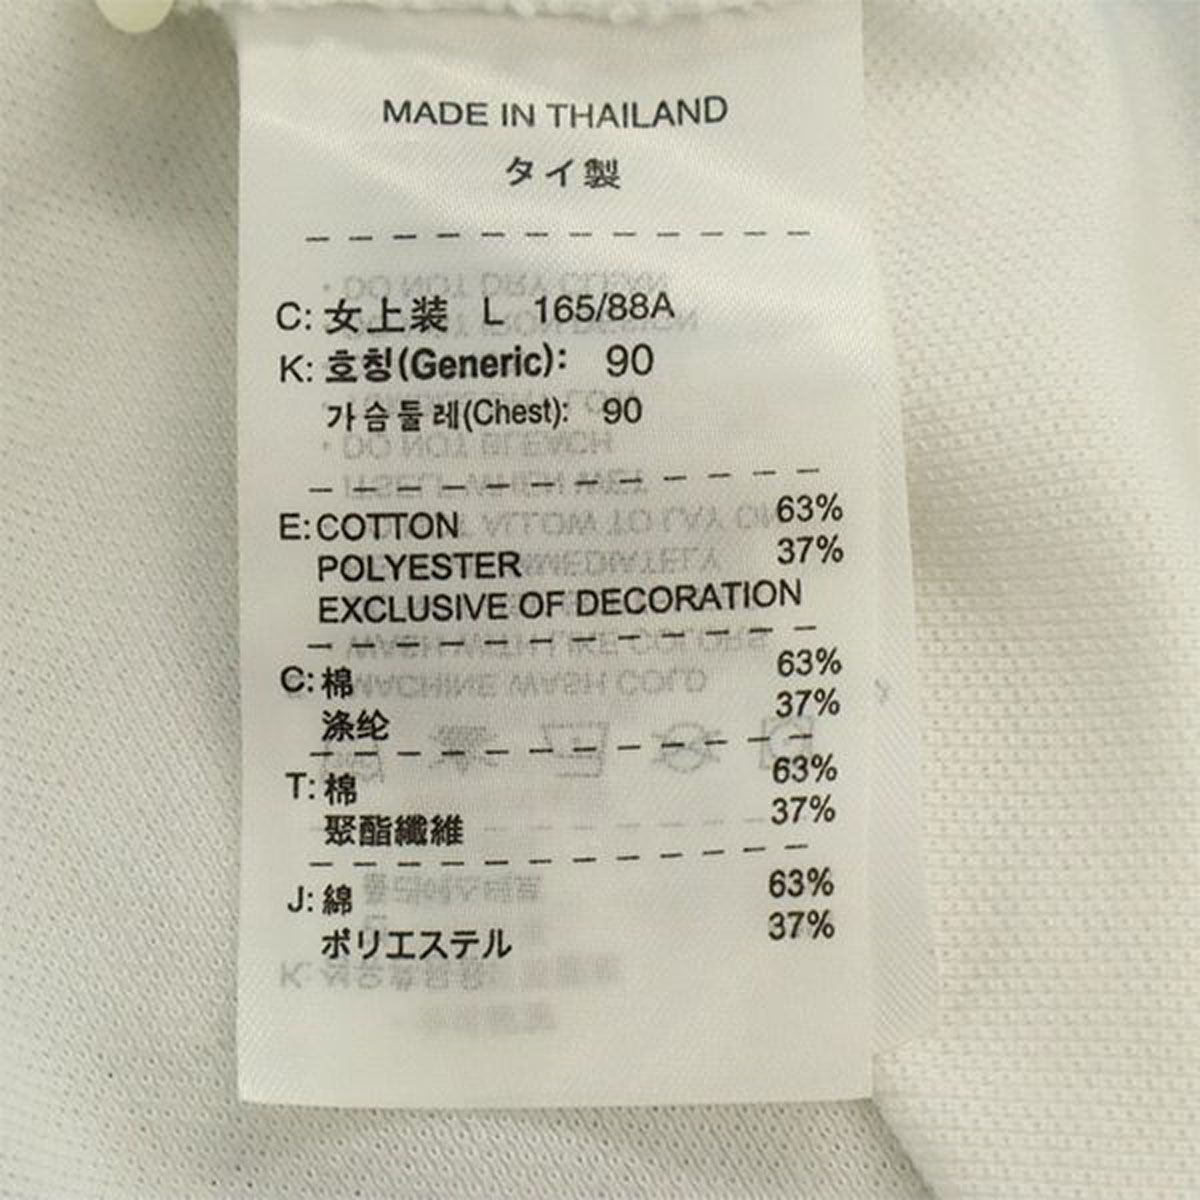 MADE IN THAILAND
タイ製
C: 女上装 L 165/88A
K: 호칭(Generic): 90
가슴둘레(Chest): 90
E: COTTON 63%
POLYESTER 37%
EXCLUSIVE OF DECORATION
C: 棉 63%
涤纶 37%
T: 棉 63%
聚酯纖維 37%
J: 綿 63%
ポリエステル 37%